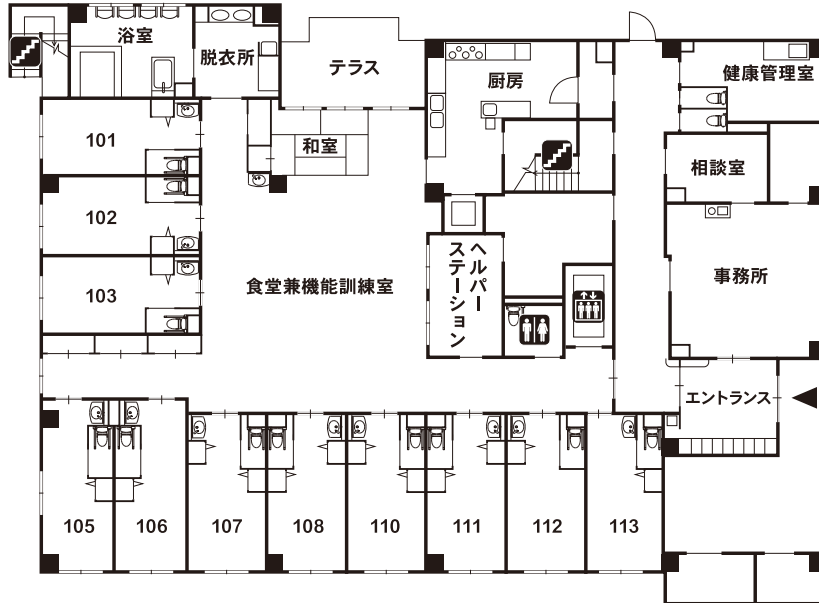 浴室
脱衣所
テラス
厨房
健康管理室
101
和室
相談室
102
103
食堂兼機能訓練室
ヘルパー
ステーション
事務所
エントランス
105
106
107
108
110
111
112
113